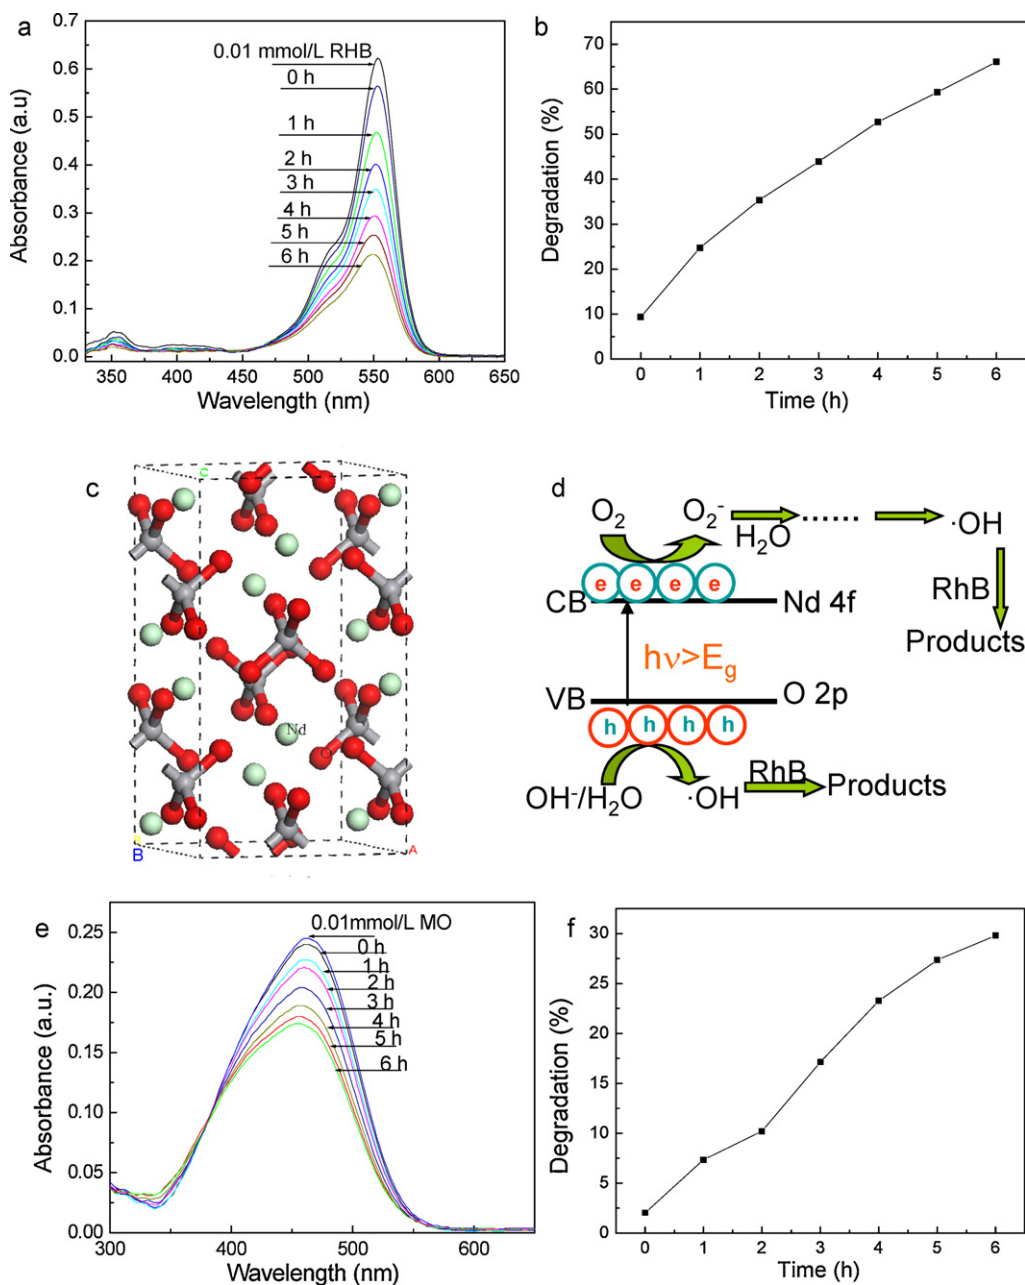 a
0.7
0.6
0.5
0.4
0.3
0.2
0.1
0.0
Absorbance (a.u)
0.01 mmol/L RHB
0 h
1 h
2 h
3 h
4 h
5 h
6 h
350 400 450 500 550 600 650
Wavelength (nm)
b
70
60
50
40
30
20
10
0
Degradation (%)
0 1 2 3 4 5 6
Time (h)
c
C
Nd
O
B
A
d
O₂ O₂⁻ H₂O ........ ·OH
e e e e
CB Nd 4f
RhB
Products
hν>E_g
VB O 2p
h h h h
OH⁻/H₂O ·OH RhB Products
e
0.25
0.20
0.15
0.10
0.05
0.00
Absorbance (a.u.)
0.01mmol/L MO
0 h
1 h
2 h
3 h
4 h
5 h
6 h
300 400 500 600
Wavelength (nm)
f
30
25
20
15
10
5
0
Degradation (%)
0 1 2 3 4 5 6
Time (h)